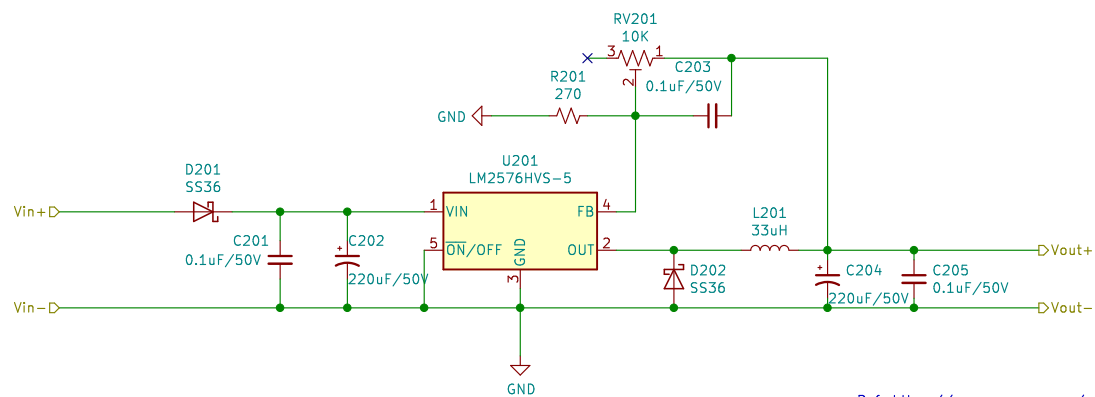 RV201
10K
3
1
2
C203
0.1uF/50V
R201
270
GND
U201
LM2576HVS-5
D201
SS36
Vin+
1
VIN
FB
4
L201
33uH
C201
0.1uF/50V
C202
220uF/50V
5
ON/OFF
GND
OUT
2
3
D202
SS36
Vout+
C204
220uF/50V
C205
0.1uF/50V
Vin-
Vout-
GND